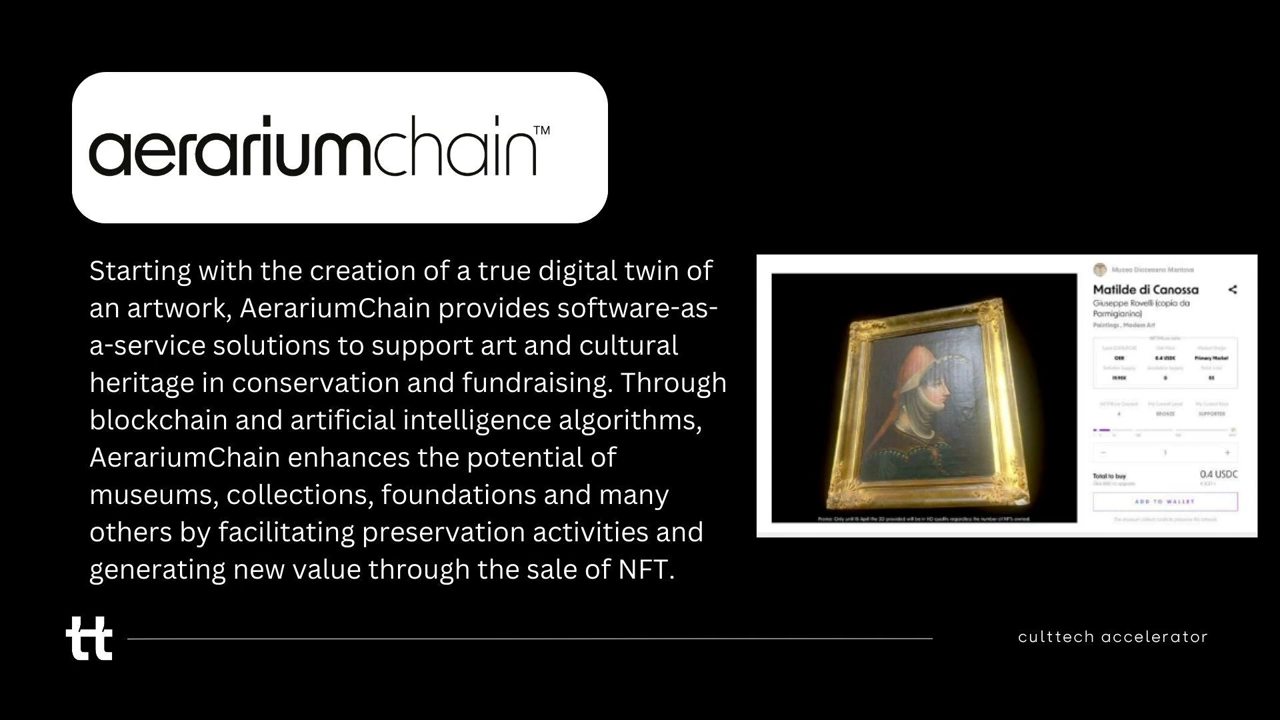 aerariumchain™
Starting with the creation of a true digital twin of
an artwork, AerariumChain provides software-as-
a-service solutions to support art and cultural
heritage in conservation and fundraising. Through
blockchain and artificial intelligence algorithms,
AerariumChain enhances the potential of
museums, collections, foundations and many
others by facilitating preservation activities and
generating new value through the sale of NFT.
Museo Diocesano Mantova
Matilde di Canossa
Giuseppe Ravelli (copia da
Parmigianino)
Paintings, Modern Art
0.4 USDC Primary Market
BRONZE SUPPORTER
− 1 +
Total to buy 0.4 USDC
ADD TO WALLET
tt
culttech accelerator